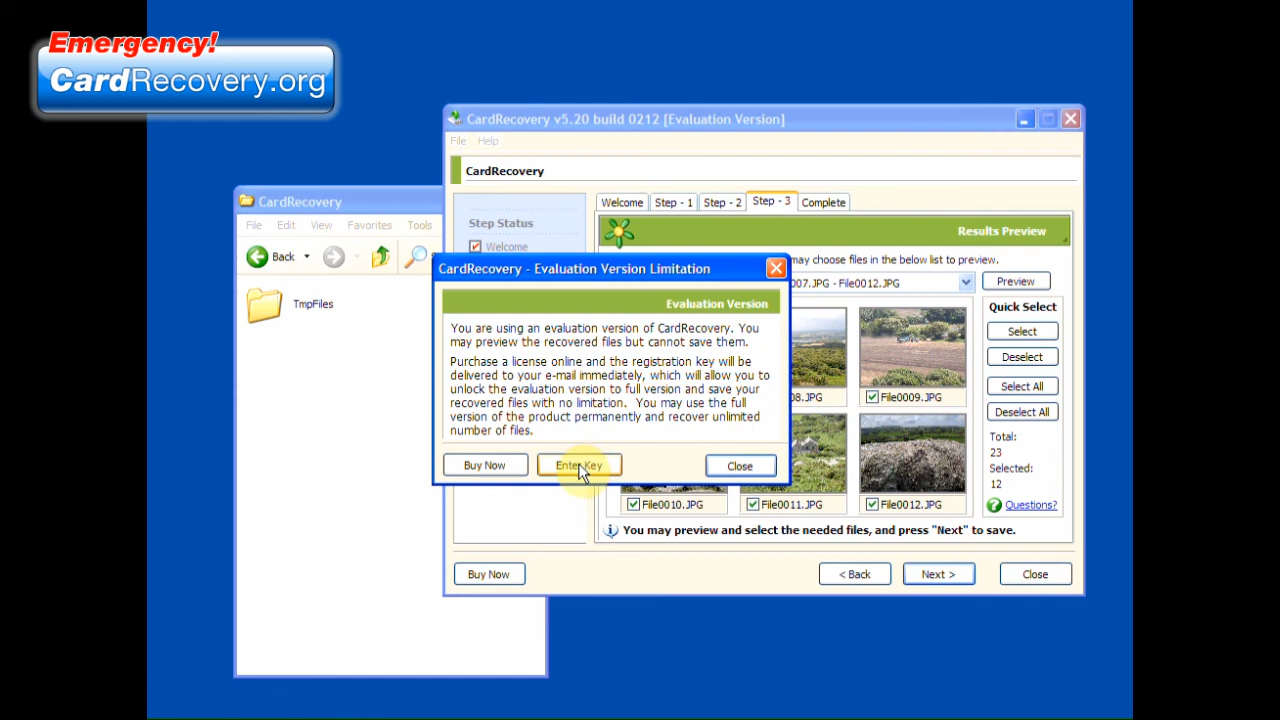 Emergency!
CardRecovery.org
CardRecovery v5.20 build 0212 [Evaluation Version]
File Help
CardRecovery
Welcome Step - 1 Step - 2 Step - 3 Complete
Step Status
Welcome
Results Preview
may choose files in the below list to preview.
07.JPG - File0012.JPG
Preview
Quick Select
Select
Deselect
Select All
Deselect All
Total:
23
Selected:
12
Questions?
08.JPG
File0009.JPG
File0010.JPG
File0011.JPG
File0012.JPG
You may preview and select the needed files, and press "Next" to save.
Buy Now
< Back
Next >
Close
CardRecovery
File Edit View Favorites Tools
Back
TmpFiles
CardRecovery - Evaluation Version Limitation
Evaluation Version
You are using an evaluation version of CardRecovery. You
may preview the recovered files but cannot save them.
Purchase a license online and the registration key will be
delivered to your e-mail immediately, which will allow you to
unlock the evaluation version to full version and save your
recovered files with no limitation. You may use the full
version of the product permanently and recover unlimited
number of files.
Buy Now
Enter Key
Close